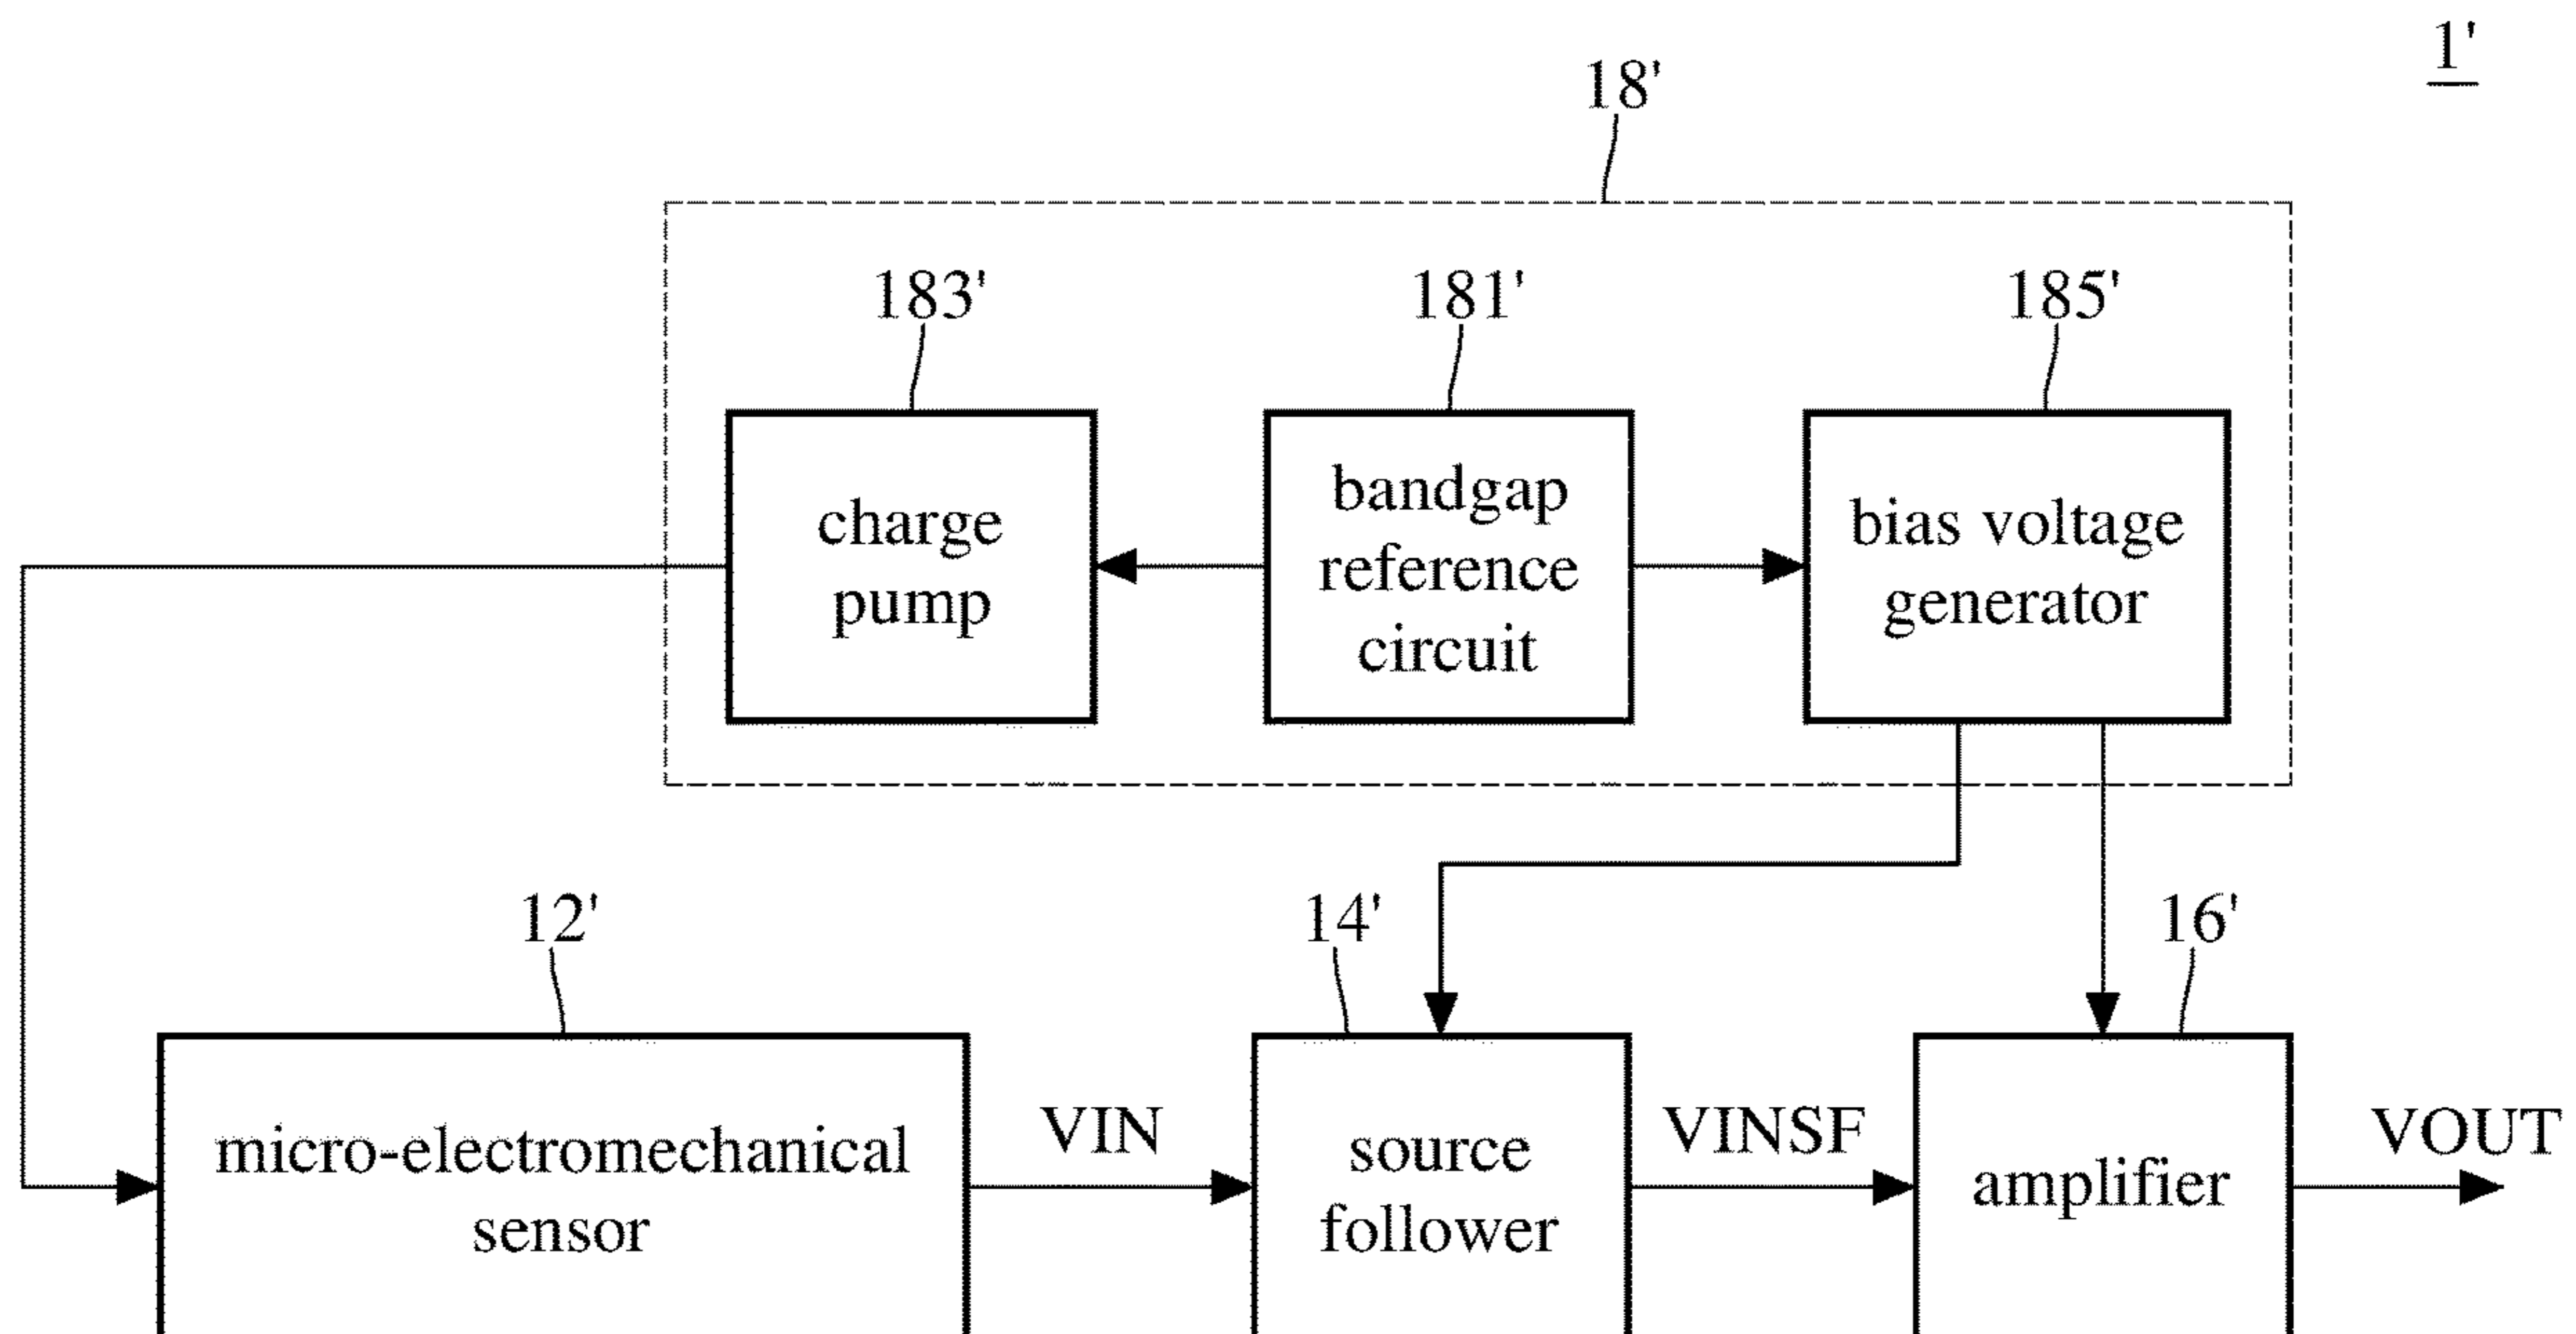 1'
18'
183'
181'
185'
charge
pump
bandgap
reference
circuit
bias voltage
generator
12'
14'
16'
micro-electromechanical
sensor
VIN
source
follower
VINSF
amplifier
VOUT